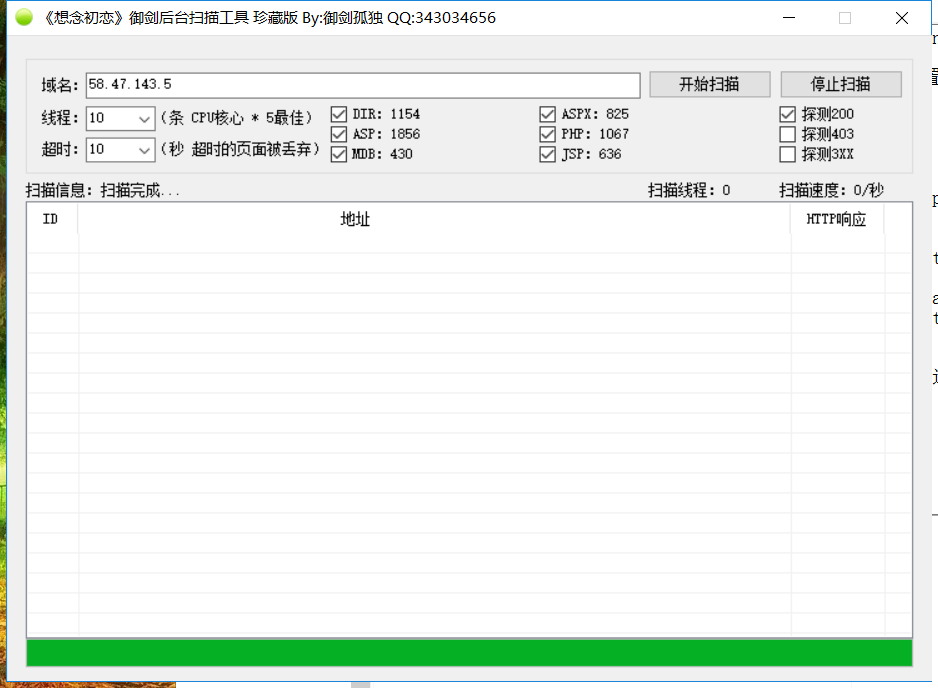 《想念初恋》御剑后台扫描工具 珍藏版 By:御剑孤独 QQ:343034656
域名: 58.47.143.5 开始扫描 停止扫描
线程: 10 (条 CPU核心 * 5最佳) DIR: 1154 ASPX: 825 探测200
ASP: 1856 PHP: 1067 探测403
超时: 10 (秒 超时的页面被丢弃) MDB: 430 JSP: 636 探测3XX
扫描信息: 扫描完成... 扫描线程: 0 扫描速度: 0/秒
ID 地址 HTTP响应